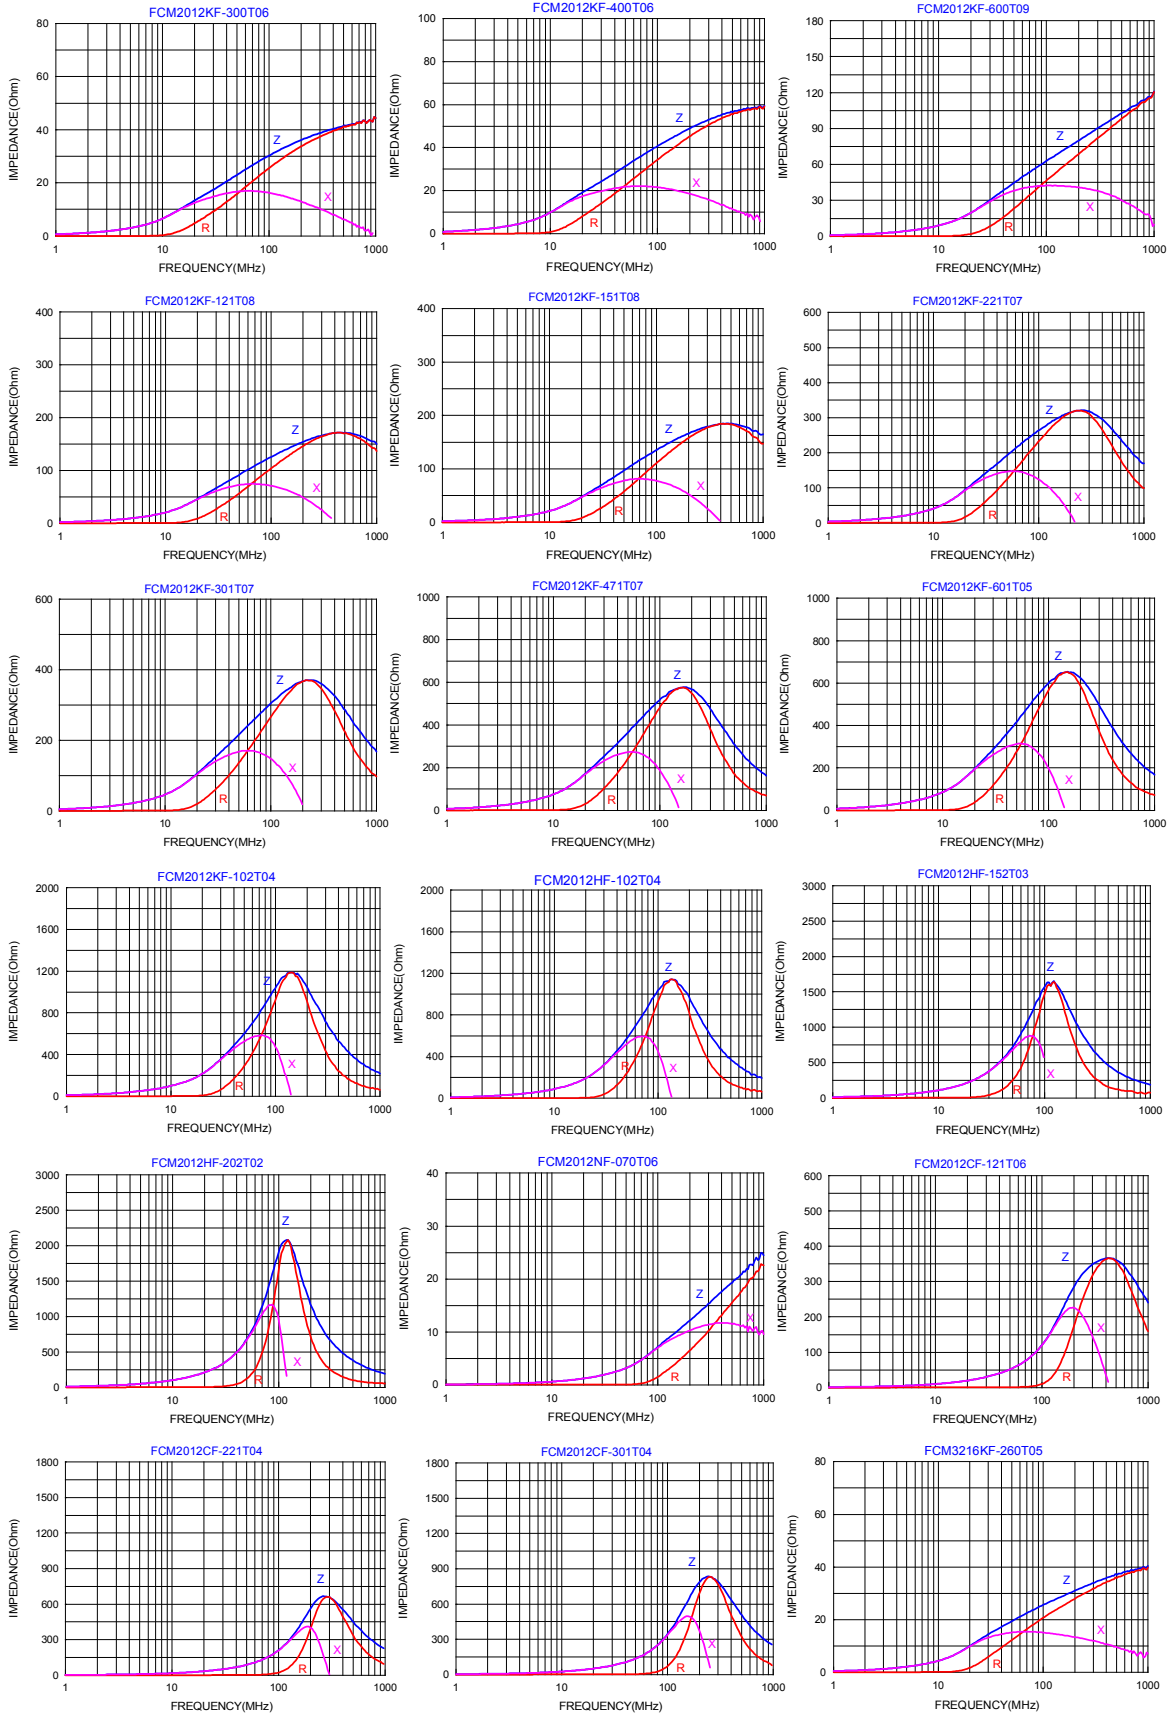 FCM2012KF-300T06
IMPEDANCE(Ohm)
80
60
40
20
0
Z
X
R
1
10
100
1000
FREQUENCY(MHz)
FCM2012KF-400T06
IMPEDANCE(Ohm)
100
80
60
40
20
0
Z
X
R
1
10
100
1000
FREQUENCY(MHz)
FCM2012KF-600T09
IMPEDANCE(Ohm)
180
150
120
90
60
30
0
Z
X
R
1
10
100
1000
FREQUENCY(MHz)
FCM2012KF-121T08
IMPEDANCE(Ohm)
400
300
200
100
0
Z
X
R
1
10
100
1000
FREQUENCY(MHz)
FCM2012KF-151T08
IMPEDANCE(Ohm)
400
300
200
100
0
Z
X
R
1
10
100
1000
FREQUENCY(MHz)
FCM2012KF-221T07
IMPEDANCE(Ohm)
600
500
400
300
200
100
0
Z
X
R
1
10
100
1000
FREQUENCY(MHz)
FCM2012KF-301T07
IMPEDANCE(Ohm)
600
400
200
0
Z
X
R
1
10
100
1000
FREQUENCY(MHz)
FCM2012KF-471T07
IMPEDANCE(Ohm)
1000
800
600
400
200
0
Z
X
R
1
10
100
1000
FREQUENCY(MHz)
FCM2012KF-601T05
IMPEDANCE(Ohm)
1000
800
600
400
200
0
Z
X
R
1
10
100
1000
FREQUENCY(MHz)
FCM2012KF-102T04
IMPEDANCE(Ohm)
2000
1600
1200
800
400
0
Z
X
R
1
10
100
1000
FREQUENCY(MHz)
FCM2012HF-102T04
IMPEDANCE(Ohm)
2000
1600
1200
800
400
0
Z
X
R
1
10
100
1000
FREQUENCY(MHz)
FCM2012HF-152T03
IMPEDANCE(Ohm)
3000
2500
2000
1500
1000
500
0
Z
X
R
1
10
100
1000
FREQUENCY(MHz)
FCM2012HF-202T02
IMPEDANCE(Ohm)
3000
2500
2000
1500
1000
500
0
Z
X
R
1
10
100
1000
FREQUENCY(MHz)
FCM2012NF-070T06
IMPEDANCE(Ohm)
40
30
20
10
0
Z
X
R
1
10
100
1000
FREQUENCY(MHz)
FCM2012CF-121T06
IMPEDANCE(Ohm)
600
500
400
300
200
100
0
Z
X
R
1
10
100
1000
FREQUENCY(MHz)
FCM2012CF-221T04
IMPEDANCE(Ohm)
1800
1500
1200
900
600
300
0
Z
X
R
1
10
100
1000
FREQUENCY(MHz)
FCM2012CF-301T04
IMPEDANCE(Ohm)
1800
1500
1200
900
600
300
0
Z
X
R
1
10
100
1000
FREQUENCY(MHz)
FCM3216KF-260T05
IMPEDANCE(Ohm)
80
60
40
20
0
Z
X
R
1
10
100
1000
FREQUENCY(MHz)